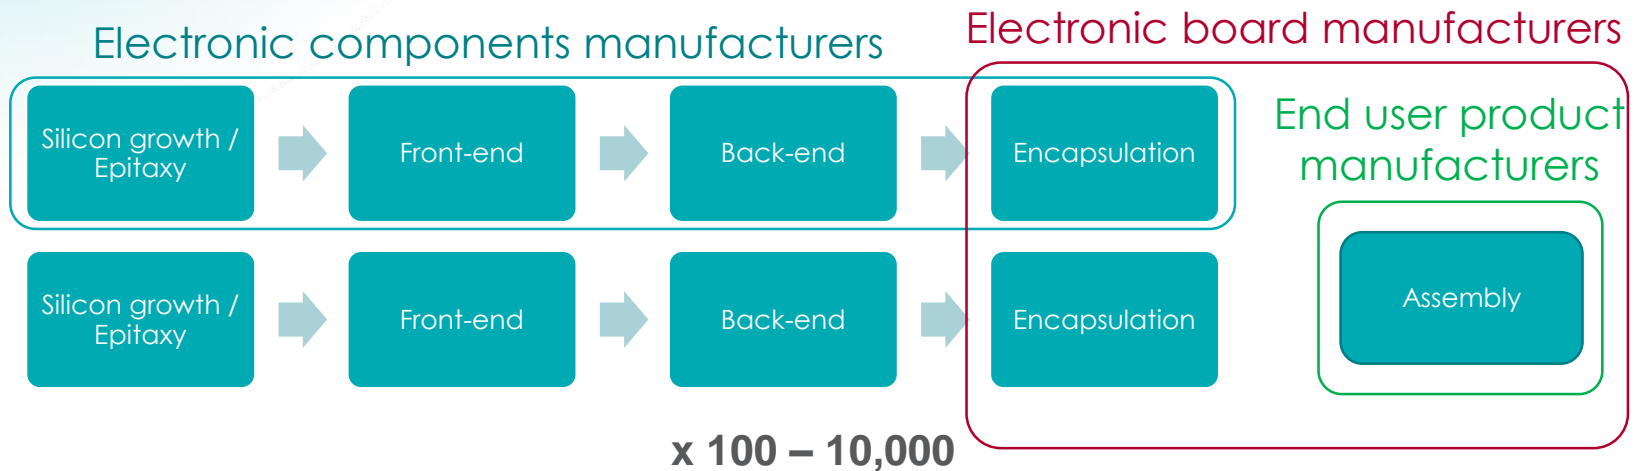 Electronic components manufacturers
Electronic board manufacturers
Silicon growth /
Epitaxy
Front-end
Back-end
Encapsulation
End user product
manufacturers
Silicon growth /
Epitaxy
Front-end
Back-end
Encapsulation
Assembly
x 100 – 10,000